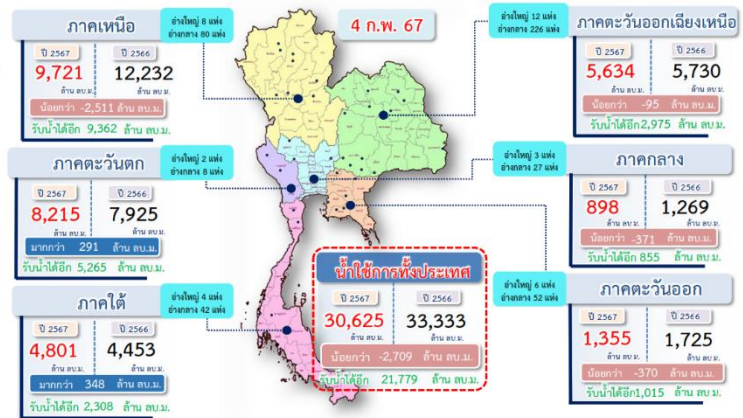 4 ก.พ. 67
ภาคเหนือ
อ่างใหญ่ 8 แห่ง
อ่างกลาง 80 แห่ง
ปี 2567 ปี 2566
9,721 12,232
ล้าน ลบ.ม. ล้าน ลบ.ม.
น้อยกว่า -2,511 ล้าน ลบ.ม.
รับน้ำได้อีก 9,362 ล้าน ลบ.ม.
ภาคตะวันตก
อ่างใหญ่ 2 แห่ง
อ่างกลาง 8 แห่ง
ปี 2567 ปี 2566
8,215 7,925
ล้าน ลบ.ม. ล้าน ลบ.ม.
มากกว่า 291 ล้าน ลบ.ม.
รับน้ำได้อีก 5,265 ล้าน ลบ.ม.
ภาคใต้
อ่างใหญ่ 4 แห่ง
อ่างกลาง 42 แห่ง
ปี 2567 ปี 2566
4,801 4,453
ล้าน ลบ.ม. ล้าน ลบ.ม.
มากกว่า 348 ล้าน ลบ.ม.
รับน้ำได้อีก 2,308 ล้าน ลบ.ม.
น้ำใช้การทั้งประเทศ
ปี 2567 ปี 2566
30,625 33,333
ล้าน ลบ.ม. ล้าน ลบ.ม.
น้อยกว่า -2,709 ล้าน ลบ.ม.
รับน้ำได้อีก 21,779 ล้าน ลบ.ม.
อ่างใหญ่ 12 แห่ง
อ่างกลาง 226 แห่ง
ภาคตะวันออกเฉียงเหนือ
ปี 2567 ปี 2566
5,634 5,730
ล้าน ลบ.ม. ล้าน ลบ.ม.
น้อยกว่า -95 ล้าน ลบ.ม.
รับน้ำได้อีก 2,975 ล้าน ลบ.ม.
อ่างใหญ่ 3 แห่ง
อ่างกลาง 27 แห่ง
ภาคกลาง
ปี 2567 ปี 2566
898 1,269
ล้าน ลบ.ม. ล้าน ลบ.ม.
น้อยกว่า -371 ล้าน ลบ.ม.
รับน้ำได้อีก 855 ล้าน ลบ.ม.
อ่างใหญ่ 6 แห่ง
อ่างกลาง 52 แห่ง
ภาคตะวันออก
ปี 2567 ปี 2566
1,355 1,725
ล้าน ลบ.ม. ล้าน ลบ.ม.
น้อยกว่า -370 ล้าน ลบ.ม.
รับน้ำได้อีก1,015 ล้าน ลบ.ม.